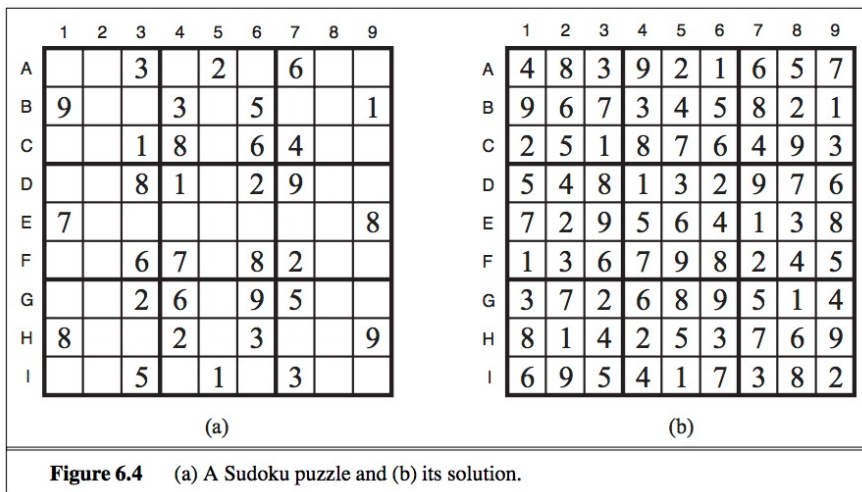 1 2 3 4 5 6 7 8 9
A 3 2 6
B 9 3 5 1
C 1 8 6 4
D 8 1 2 9
E 7 8
F 6 7 8 2
G 2 6 9 5
H 8 2 3 9
I 5 1 3
(a)
1 2 3 4 5 6 7 8 9
A 4 8 3 9 2 1 6 5 7
B 9 6 7 3 4 5 8 2 1
C 2 5 1 8 7 6 4 9 3
D 5 4 8 1 3 2 9 7 6
E 7 2 9 5 6 4 1 3 8
F 1 3 6 7 9 8 2 4 5
G 3 7 2 6 8 9 5 1 4
H 8 1 4 2 5 3 7 6 9
I 6 9 5 4 1 7 3 8 2
(b)
Figure 6.4 (a) A Sudoku puzzle and (b) its solution.